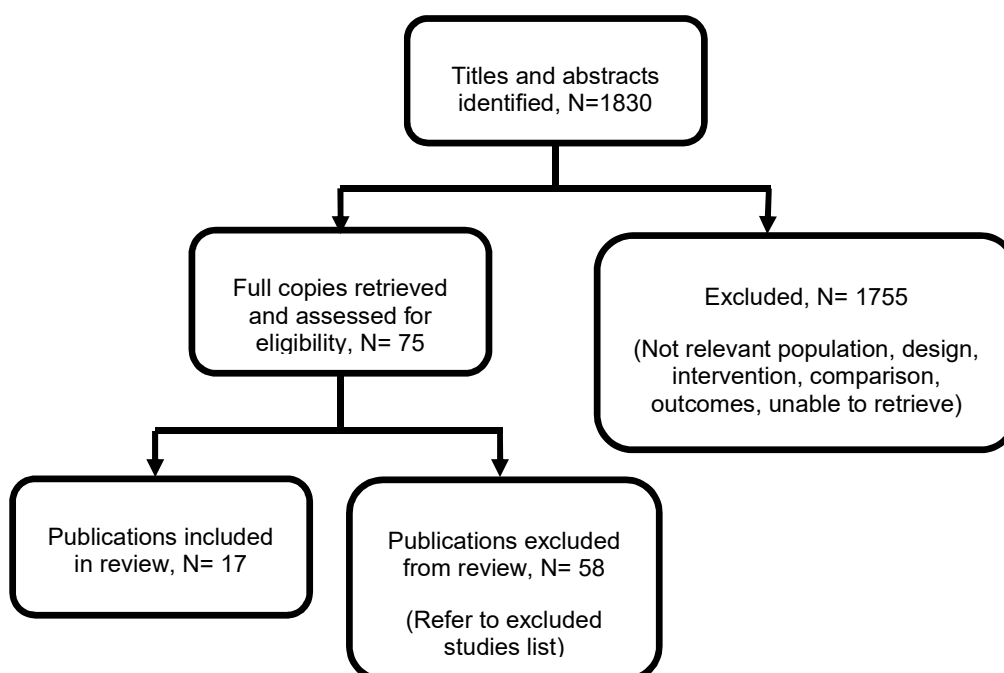 Titles and abstracts
identified, N=1830
Full copies retrieved
and assessed for
eligibility, N= 75
Excluded, N= 1755
(Not relevant population, design,
intervention, comparison,
outcomes, unable to retrieve)
Publications included
in review, N= 17
Publications excluded
from review, N= 58
(Refer to excluded
studies list)